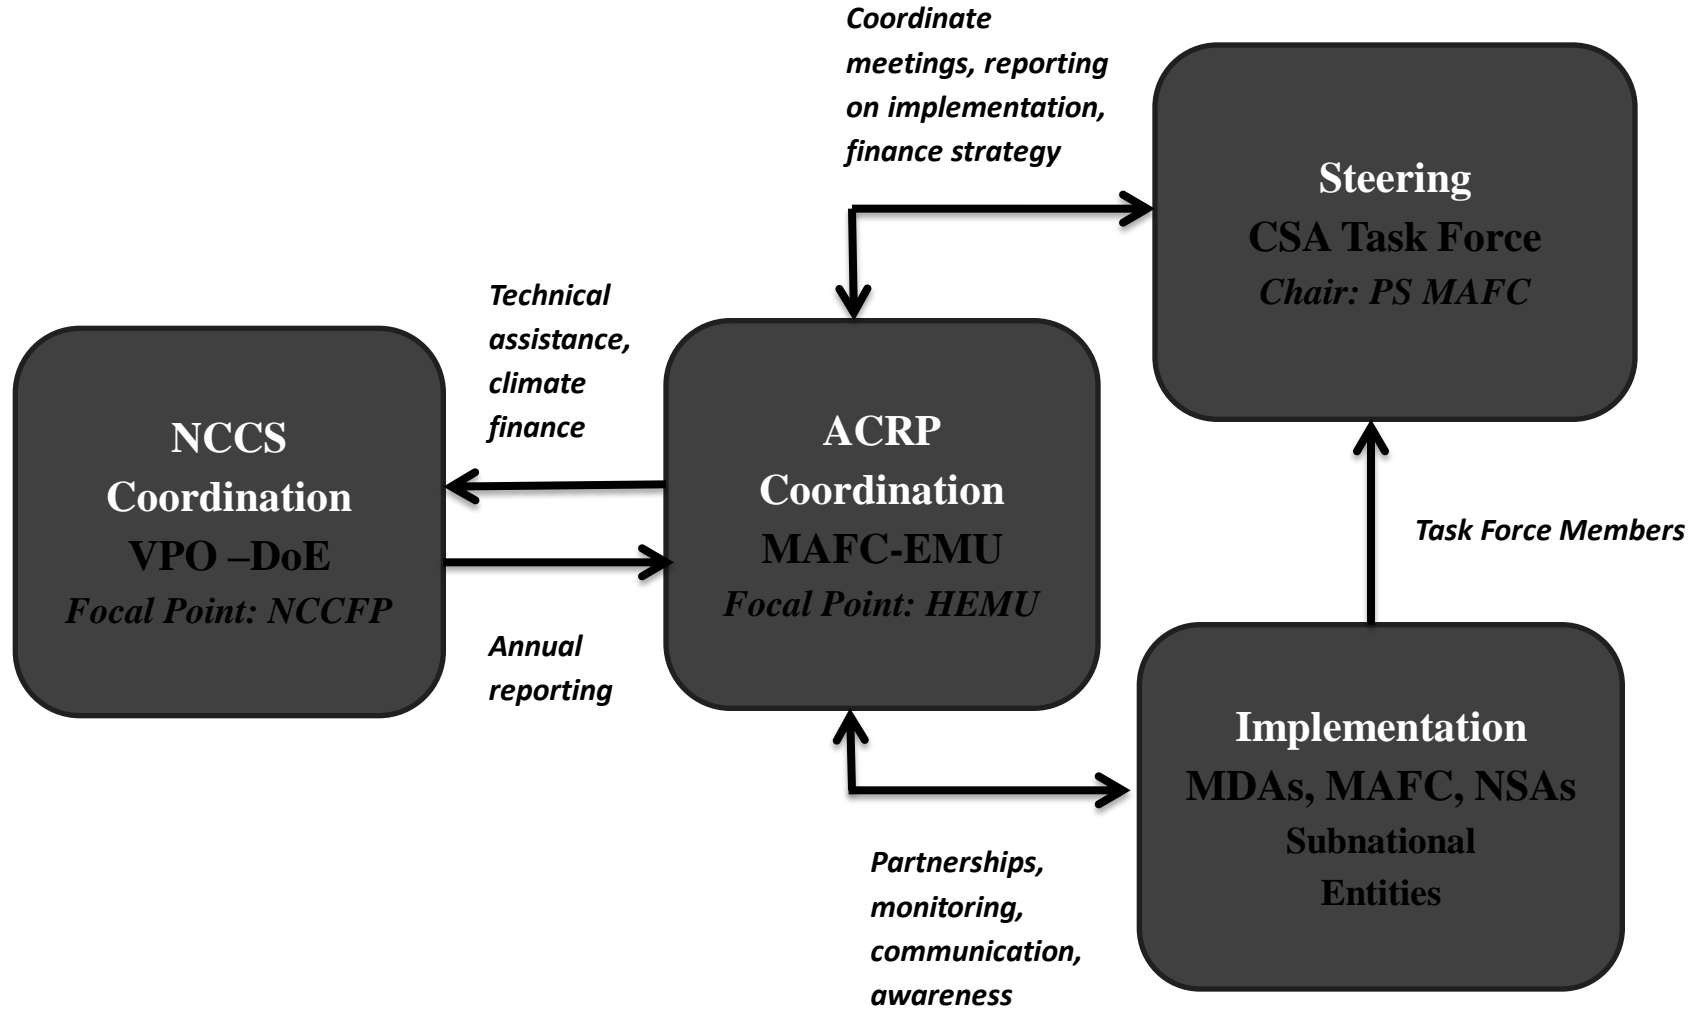 Coordinate
meetings, reporting
on implementation,
finance strategy
Steering
CSA Task Force
Chair: PS MAFC
Technical
assistance,
climate
finance
NCCS
Coordination
VPO –DoE
Focal Point: NCCFP
ACRP
Coordination
MAFC-EMU
Focal Point: HEMU
Task Force Members
Annual
reporting
Implementation
MDAs, MAFC, NSAs
Subnational
Entities
Partnerships,
monitoring,
communication,
awareness